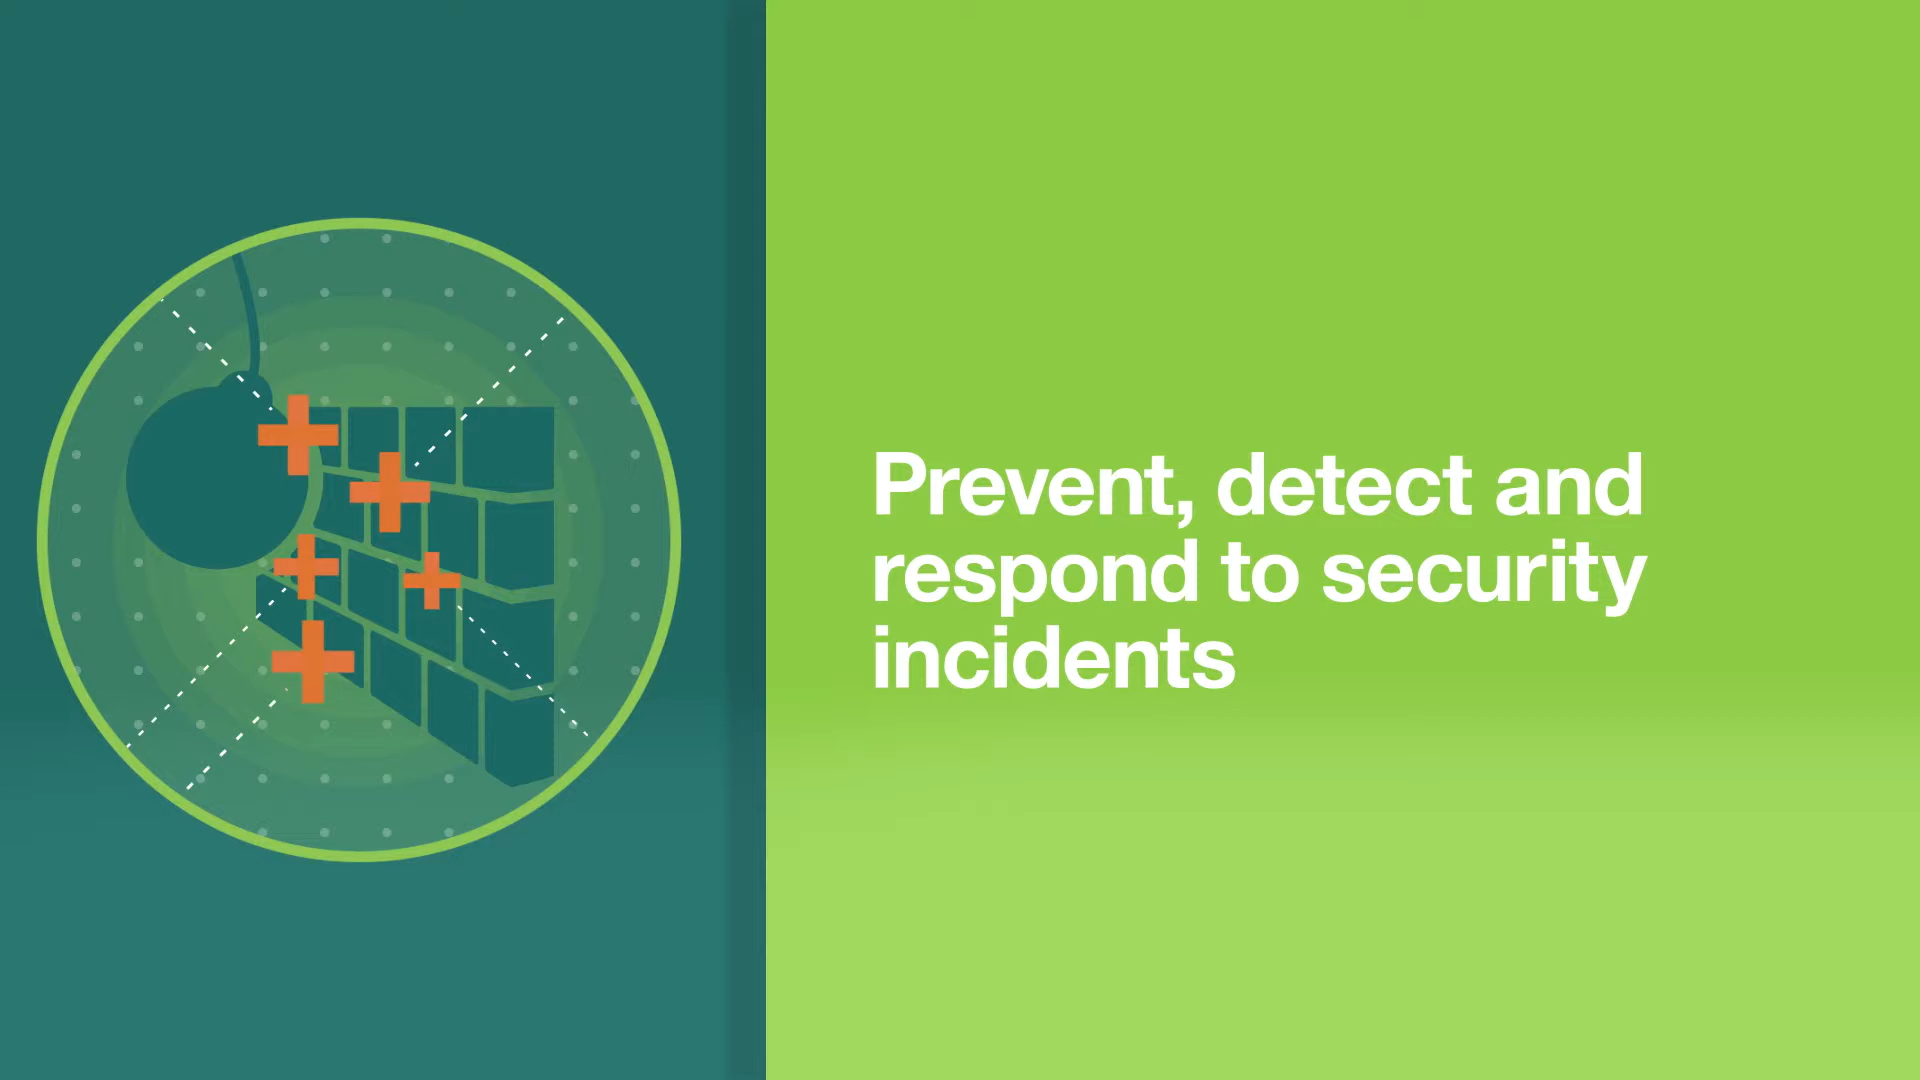 Prevent, detect and
respond to security
incidents